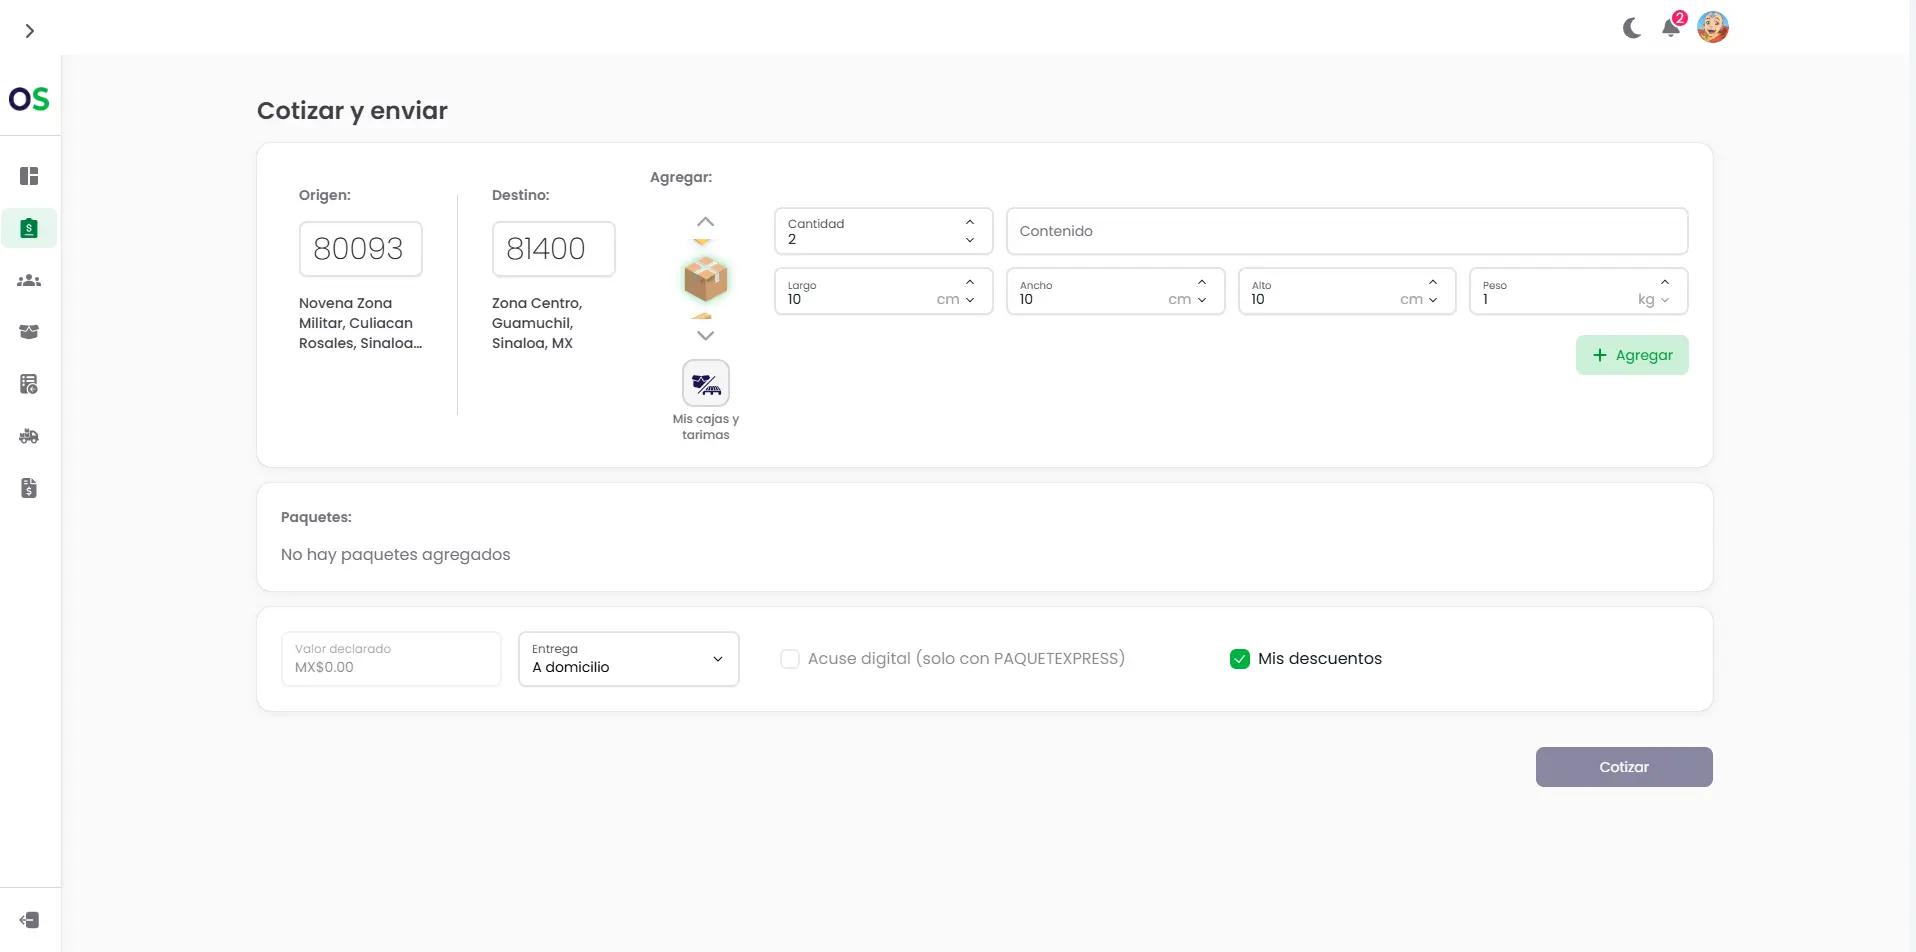 2
OS
Cotizar y enviar
Origen:
80093
Novena Zona
Militar, Culiacan
Rosales, Sinaloa...
Destino:
81400
Zona Centro,
Guamuchil,
Sinaloa, MX
Agregar:
Mis cajas y
tarimas
Cantidad
2
Contenido
Largo
10 cm
Ancho
10 cm
Alto
10 cm
Peso
1 kg
+ Agregar
Paquetes:
No hay paquetes agregados
Valor declarado
MX$0.00
Entrega
A domicilio
Acuse digital (solo con PAQUETEXPRESS)
Mis descuentos
Cotizar